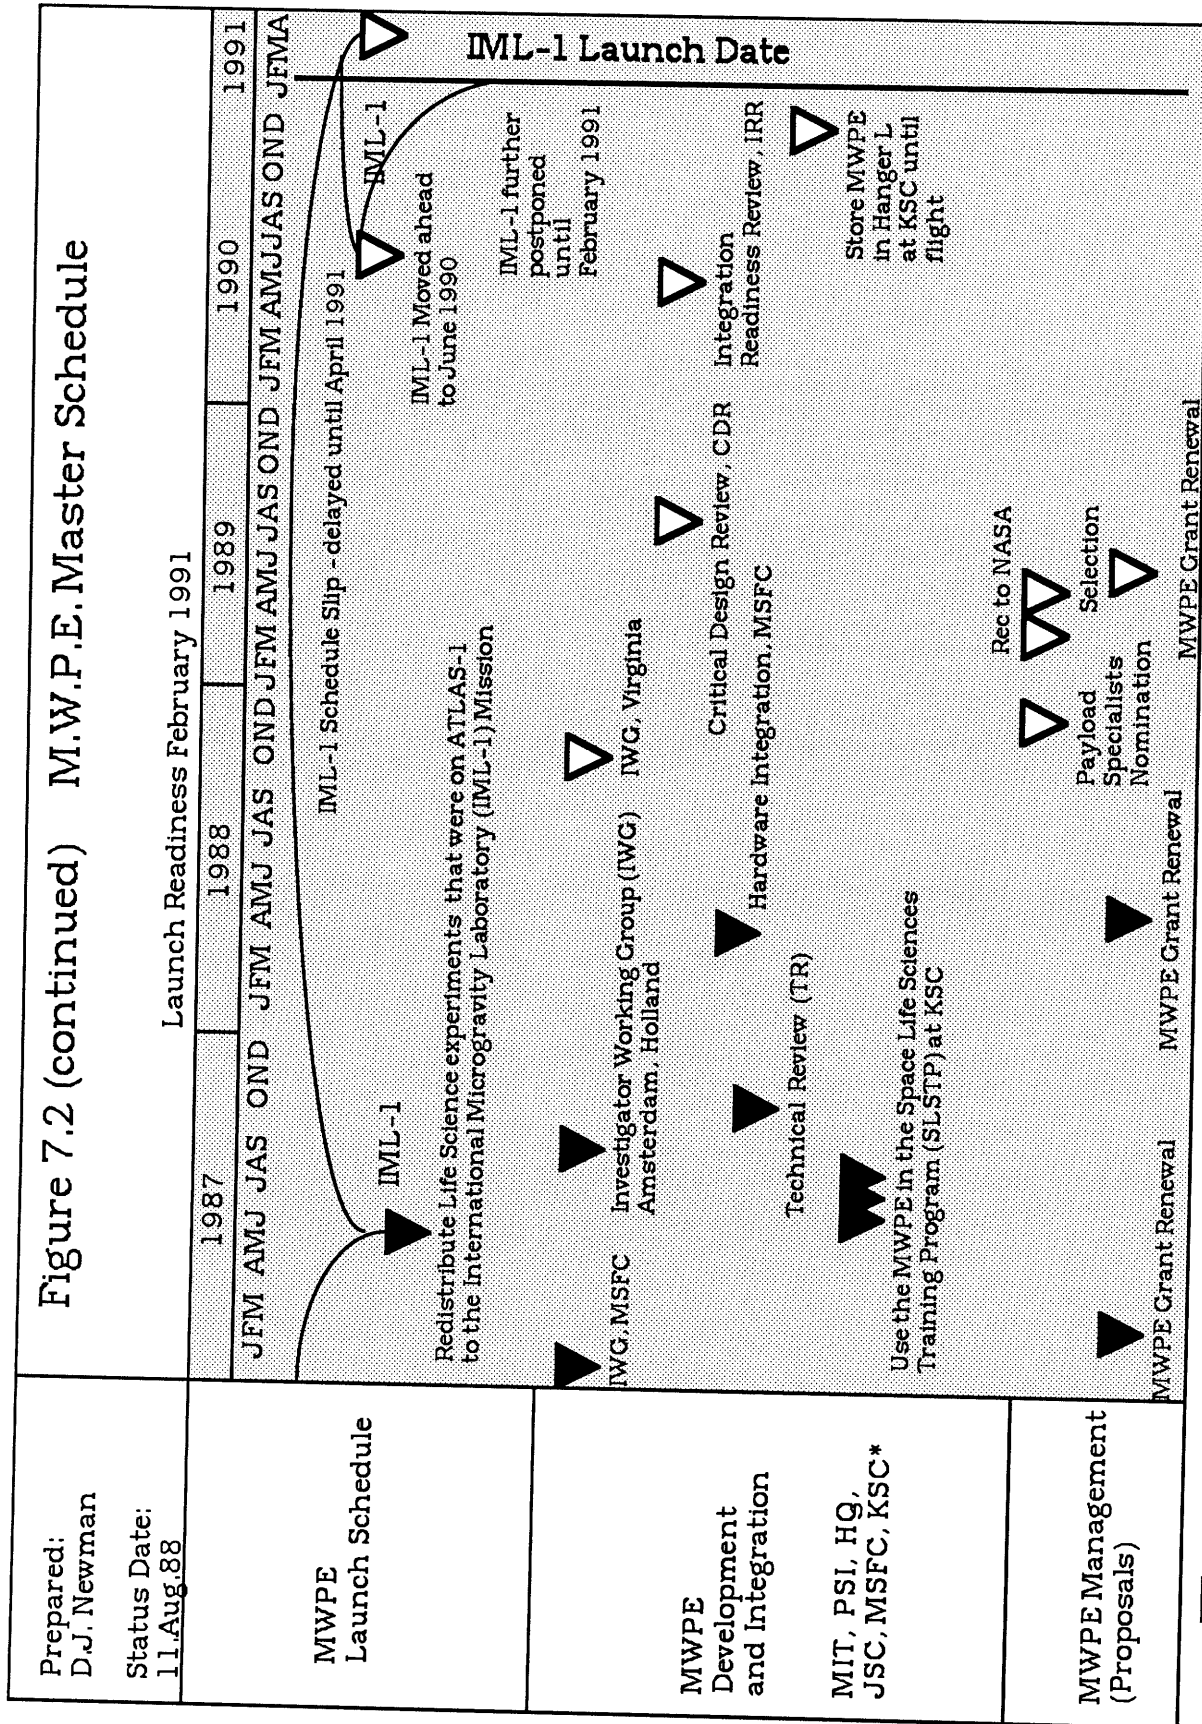 Figure 7.2 (continued) M.W.P.E. Master Schedule
Prepared:
D.J. Newman
Status Date:
11.Aug.88
Launch Readiness February 1991
1987 1988 1989 1990 1991
JFM AMJ JAS OND JFM AMJ JAS OND JFM AMJ JAS OND JFM AMJJAS OND JFMA
MWPE
Launch Schedule
IML-1
Redistribute Life Science experiments that were on ATLAS-1
to the International Microgravity Laboratory (IML-1) Mission
IML-1 Schedule Slip - delayed until April 1991
IML-1 Moved ahead
to June 1990
IML-1
IML-1 further
postponed
until
February 1991
IML-1 Launch Date
MWPE
Development
and Integration
MIT, PSI, HQ,
JSC, MSFC, KSC*
IWG, MSFC
Investigator Working Group (IWG)
Amsterdam, Holland
IWG, Virginia
Technical Review (TR)
Hardware Integration, MSFC
Critical Design Review, CDR
Integration
Readiness Review, IRR
Use the MWPE in the Space Life Sciences
Training Program (SLSTP) at KSC
Store MWPE
in Hanger L
at KSC until
flight
MWPE Management
(Proposals)
Payload
Specialists
Nomination
Rec to NASA
Selection
MWPE Grant Renewal
MWPE Grant Renewal
MWPE Grant Renewal